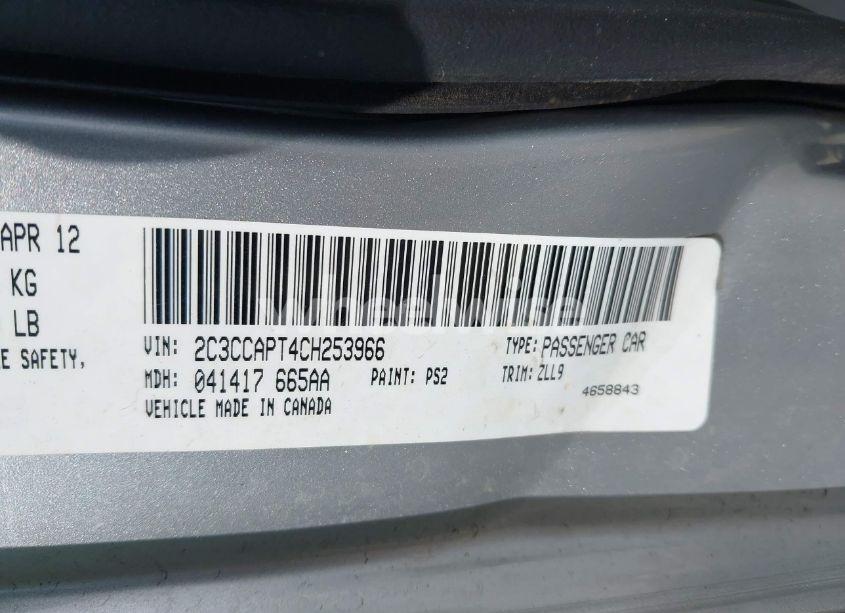 APR 12
KG
LB
E SAFETY,
wheelwise
VIN: 2C3CCAPT4CH253966 TYPE: PASSENGER CAR
MDH: 041417 665AA PAINT: PS2 TRIM: ZLL9
VEHICLE MADE IN CANADA 4658843